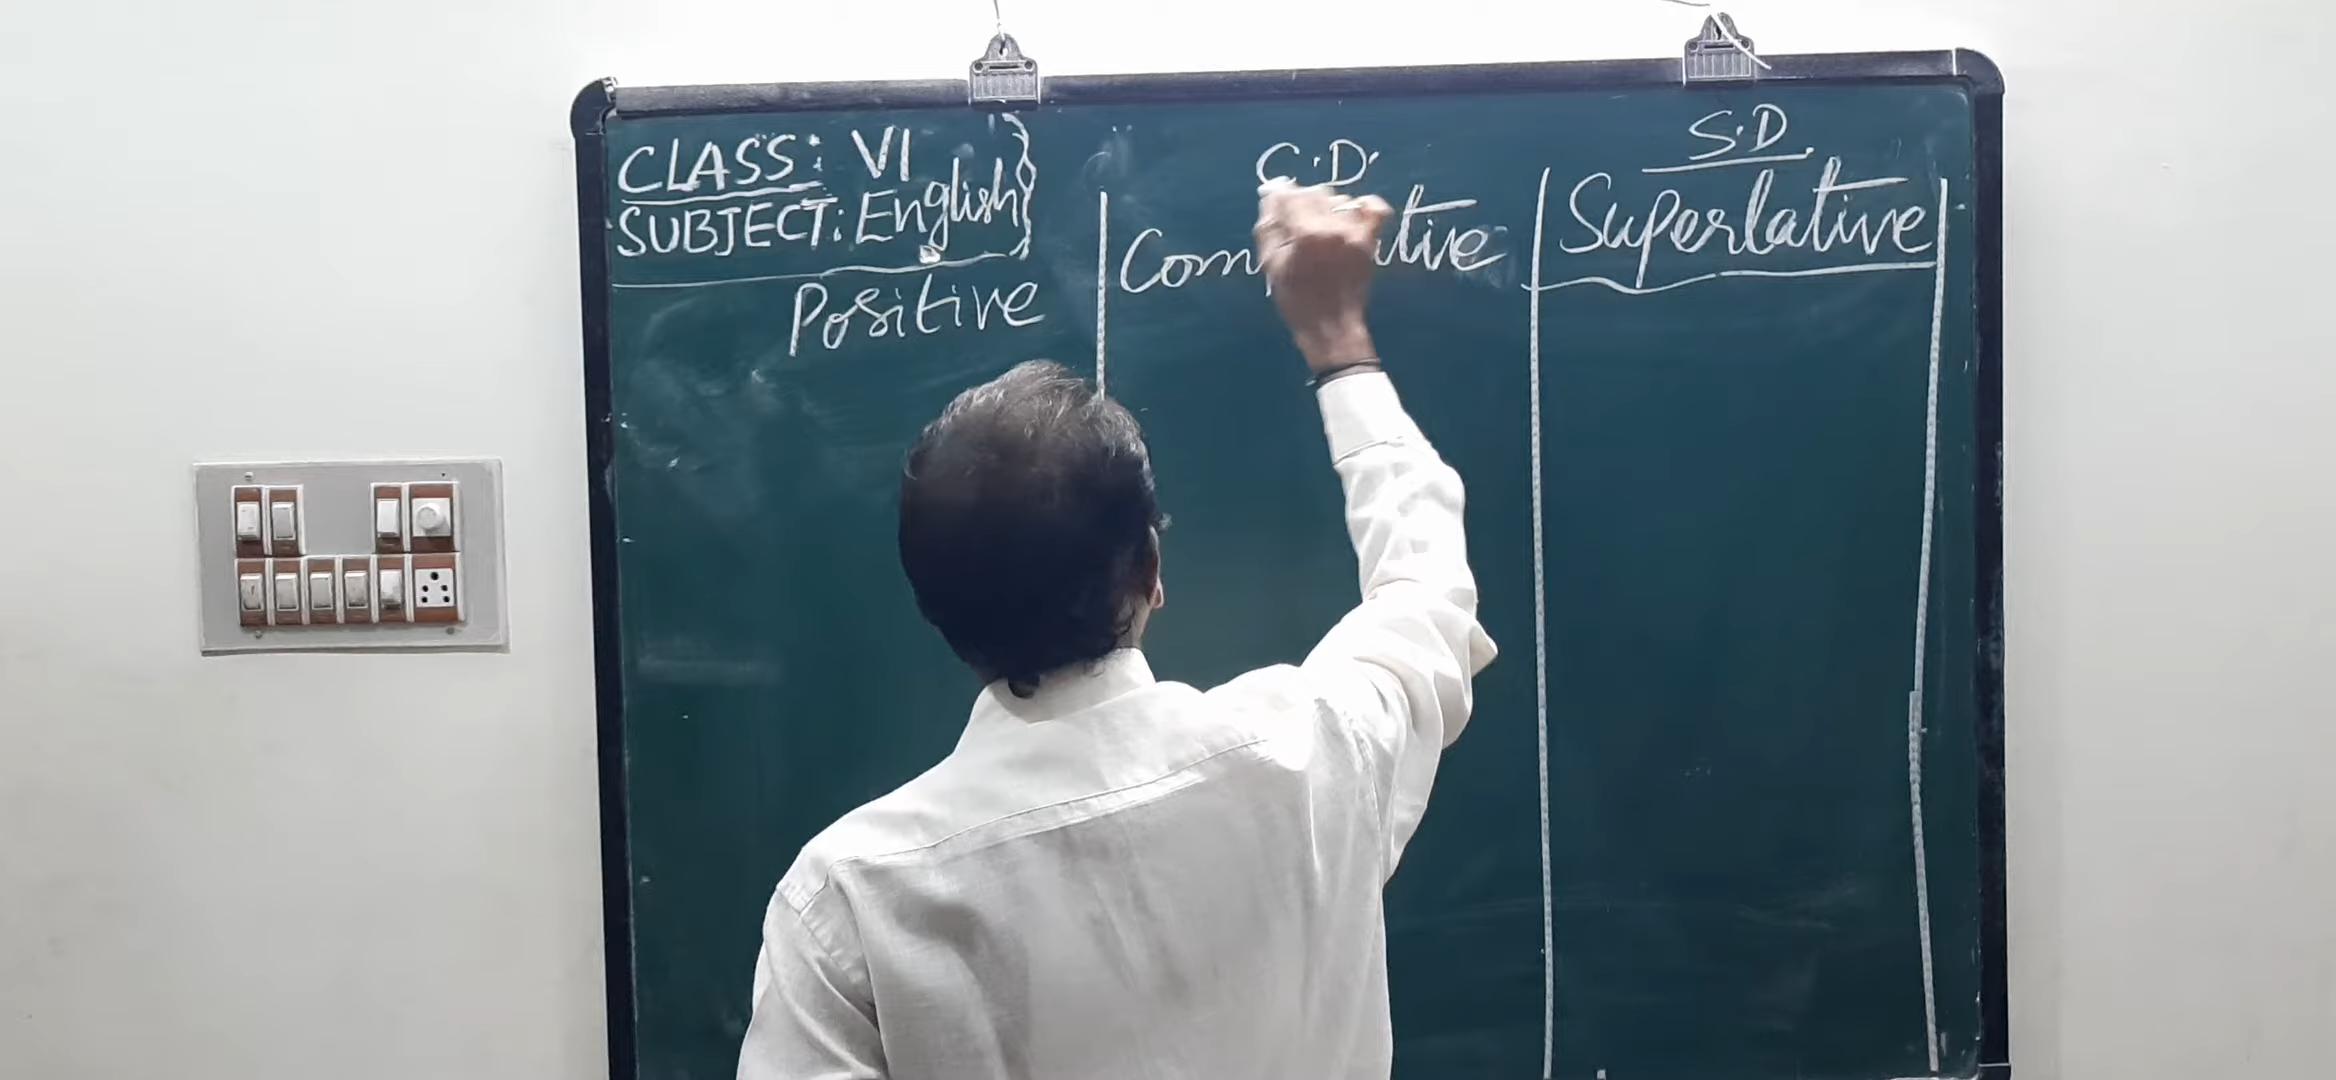 CLASS: VI
SUBJECT: English
Positive
C.D.
S.D.
Superlative